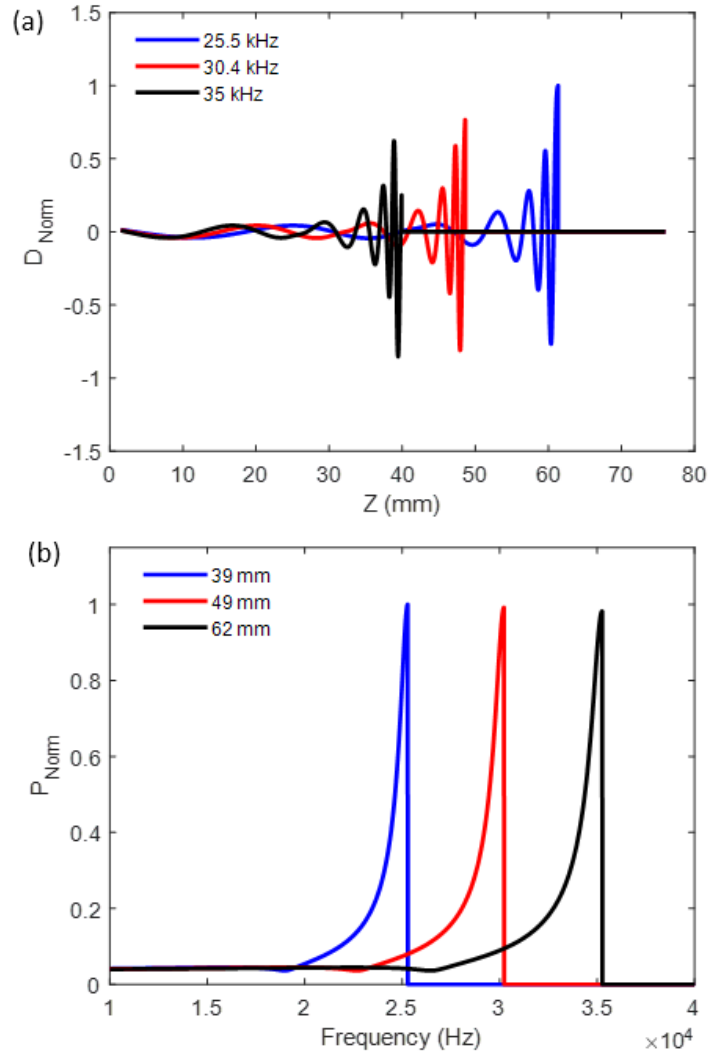 (a)
1.5
25.5 kHz
30.4 kHz
35 kHz
1
0.5
0
-0.5
-1
-1.5
D_Norm
0 10 20 30 40 50 60 70 80
Z (mm)
(b)
39 mm
49 mm
62 mm
1
0.8
0.6
0.4
0.2
0
P_Norm
1 1.5 2 2.5 3 3.5 4
Frequency (Hz) ×10⁴